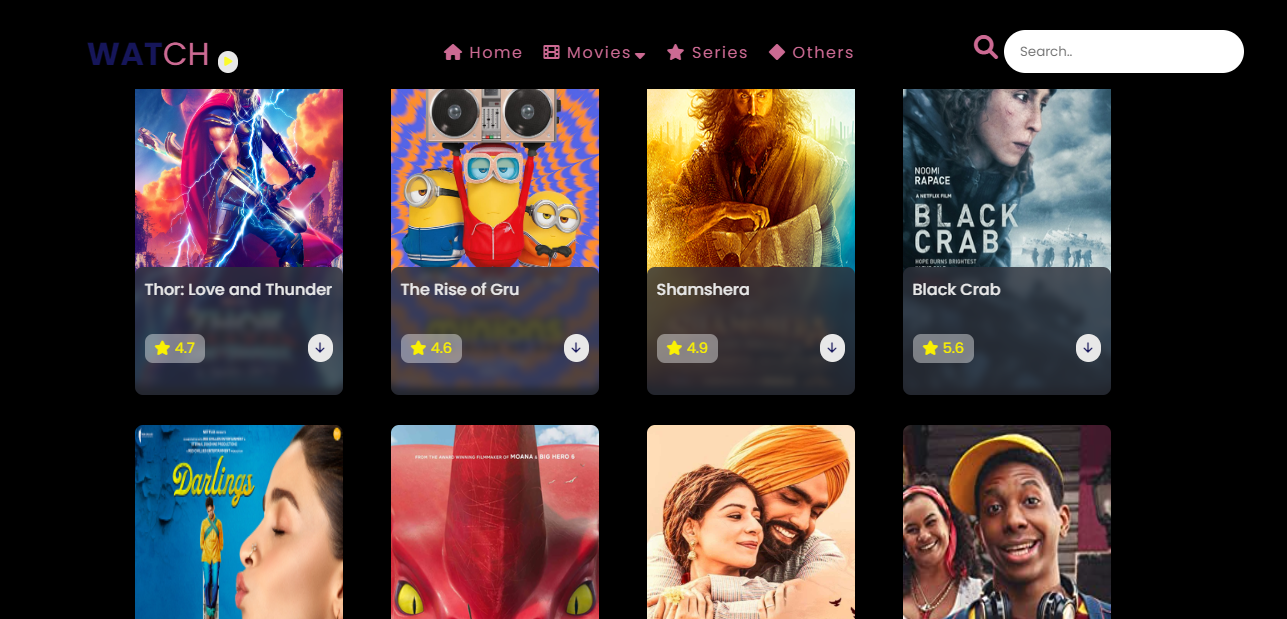 WATCH
Home Movies Series Others
Search..
NOOMI
RAPACE
A NETFLIX FILM
BLACK
CRAB
HOPE BURNS BRIGHTEST
Thor: Love and Thunder
The Rise of Gru
Shamshera
Black Crab
4.7
4.6
4.9
5.6
Darlings
FROM THE AWARD WINNING FILMMAKER OF MOANA & BIG HERO 6